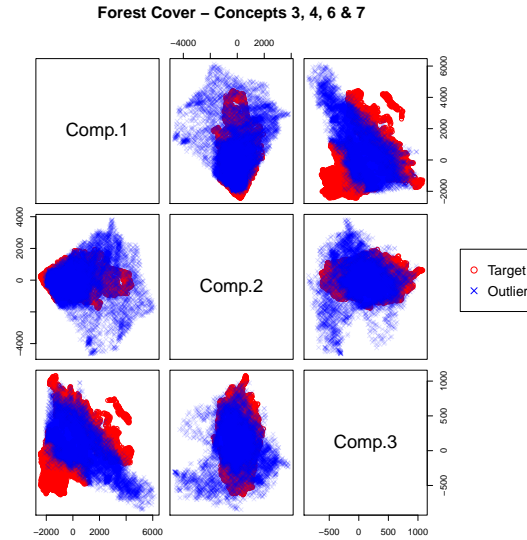 Forest Cover – Concepts 3, 4, 6 & 7
−4000 0 2000
Comp.1
−2000 0 2000 4000 6000
−4000 0 2000 4000
Comp.2
Target
Outlier
Comp.3
−500 0 500 1000
−2000 0 2000 6000
−500 0 500 1000